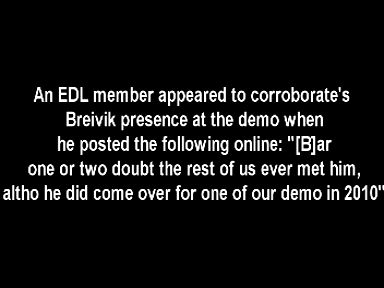 An EDL member appeared to corroborate's
Breivik presence at the demo when
he posted the following online: "[B]ar
one or two doubt the rest of us ever met him,
altho he did come over for one of our demo in 2010"